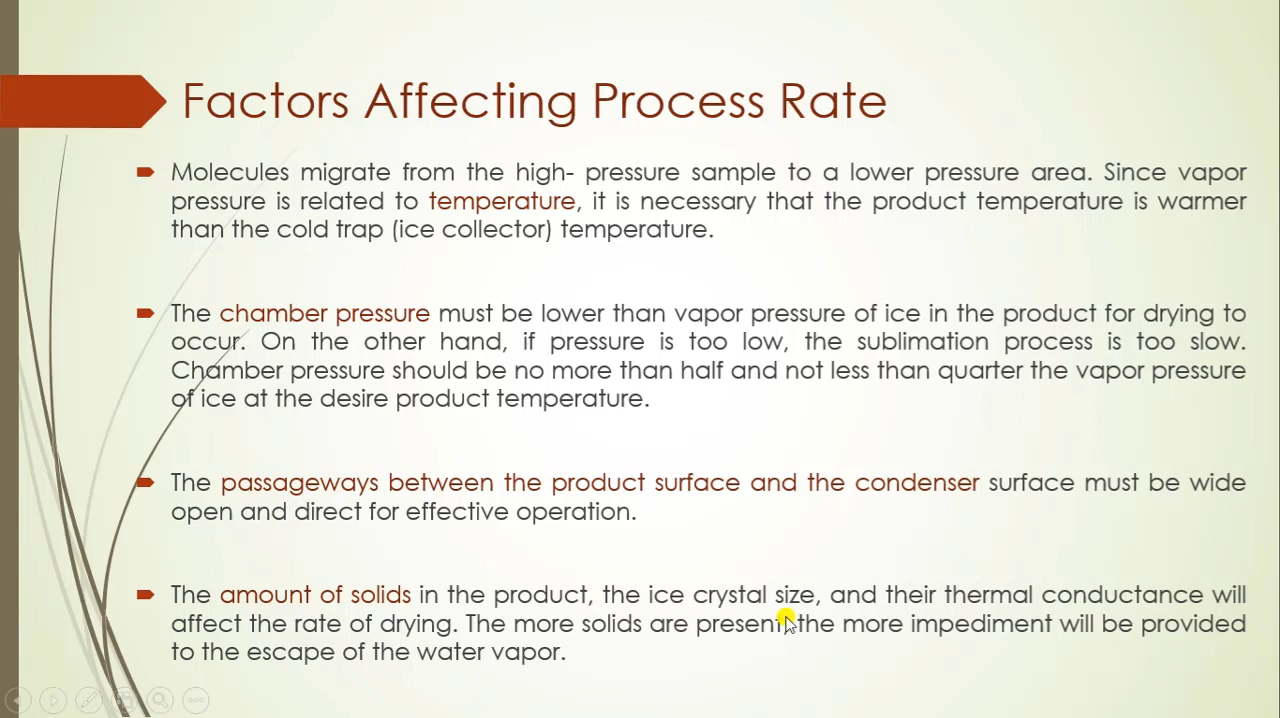 Factors Affecting Process Rate
Molecules migrate from the high- pressure sample to a lower pressure area. Since vapor
pressure is related to temperature, it is necessary that the product temperature is warmer
than the cold trap (ice collector) temperature.
The chamber pressure must be lower than vapor pressure of ice in the product for drying to
occur. On the other hand, if pressure is too low, the sublimation process is too slow.
Chamber pressure should be no more than half and not less than quarter the vapor pressure
of ice at the desire product temperature.
The passageways between the product surface and the condenser surface must be wide
open and direct for effective operation.
The amount of solids in the product, the ice crystal size, and their thermal conductance will
affect the rate of drying. The more solids are present, the more impediment will be provided
to the escape of the water vapor.